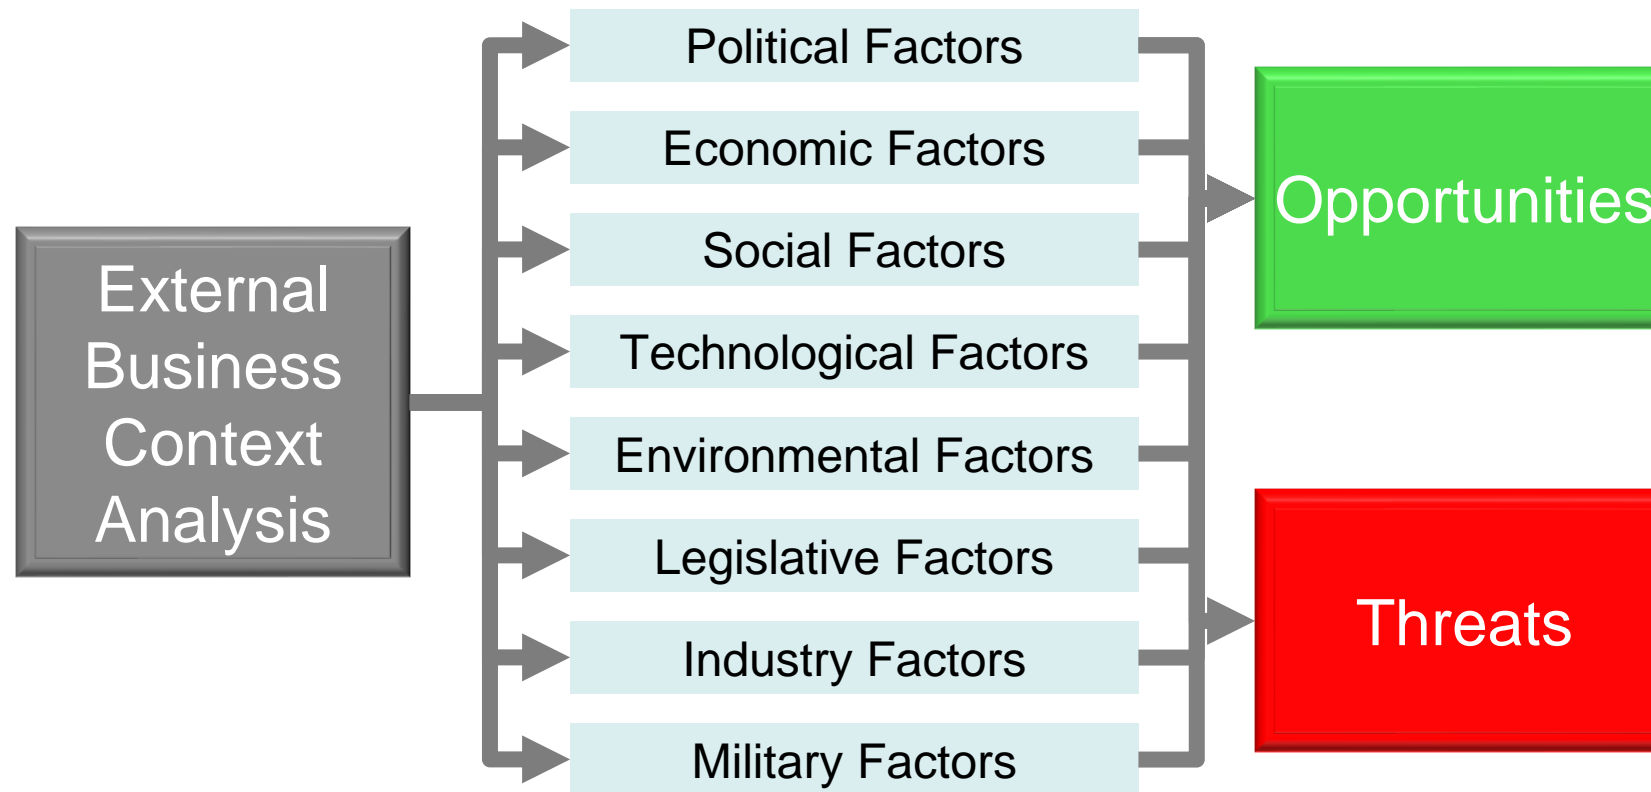 External
Business
Context
Analysis
Political Factors
Economic Factors
Social Factors
Technological Factors
Environmental Factors
Legislative Factors
Industry Factors
Military Factors
Opportunities
Threats